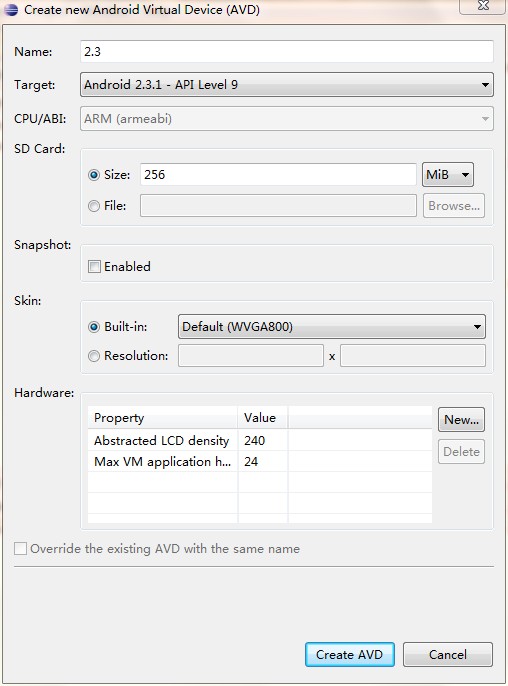 Create new Android Virtual Device (AVD)
Name: 2.3
Target: Android 2.3.1 - API Level 9
CPU/ABI: ARM (armeabi)
SD Card:
Size: 256 MiB
File: Browse...
Snapshot:
Enabled
Skin:
Built-in: Default (WVGA800)
Resolution: x
Hardware:
Property Value New...
Abstracted LCD density 240
Delete
Max VM application h... 24
Override the existing AVD with the same name
Create AVD Cancel